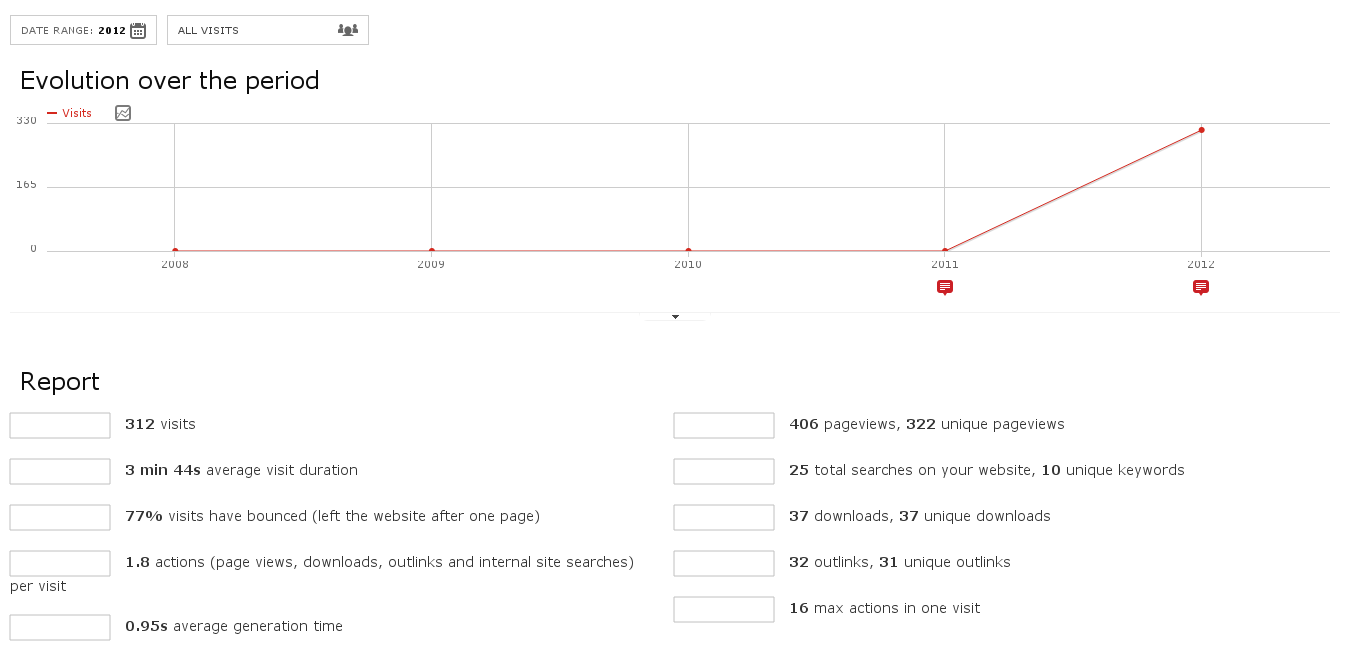 DATE RANGE: 2012
ALL VISITS
Evolution over the period
Visits
330
165
0
2008 2009 2010 2011 2012
Report
312 visits
3 min 44s average visit duration
77% visits have bounced (left the website after one page)
1.8 actions (page views, downloads, outlinks and internal site searches)
per visit
0.95s average generation time
406 pageviews, 322 unique pageviews
25 total searches on your website, 10 unique keywords
37 downloads, 37 unique downloads
32 outlinks, 31 unique outlinks
16 max actions in one visit